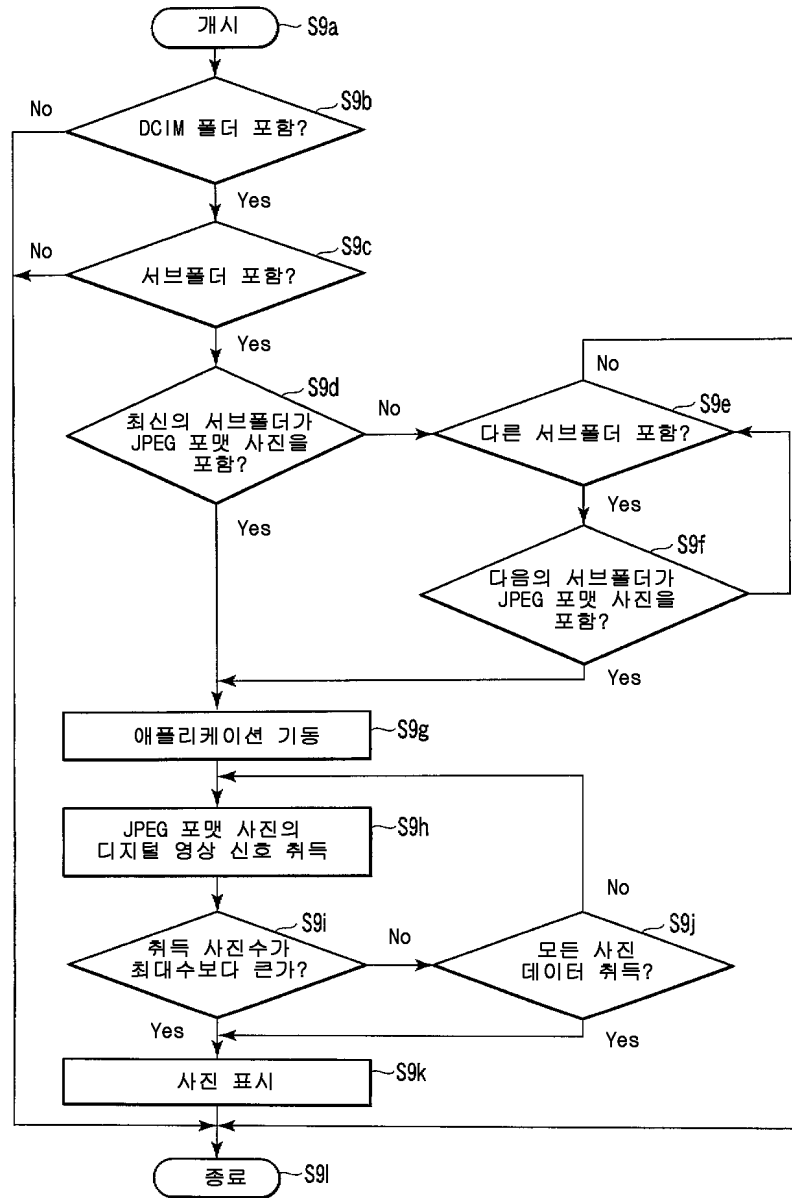 개시
S9a
S9b
No
DCIM 폴더 포함?
Yes
S9c
No
서브폴더 포함?
Yes
S9d
No
최신의 서브폴더가
JPEG 포맷 사진을
포함?
Yes
No
S9e
다른 서브폴더 포함?
Yes
S9f
다음의 서브폴더가
JPEG 포맷 사진을
포함?
Yes
애플리케이션 기동
S9g
JPEG 포맷 사진의
디지털 영상 신호 취득
S9h
S9i
No
취득 사진수가
최대수보다 큰가?
Yes
No
S9j
모든 사진
데이터 취득?
Yes
사진 표시
S9k
종료
S9l